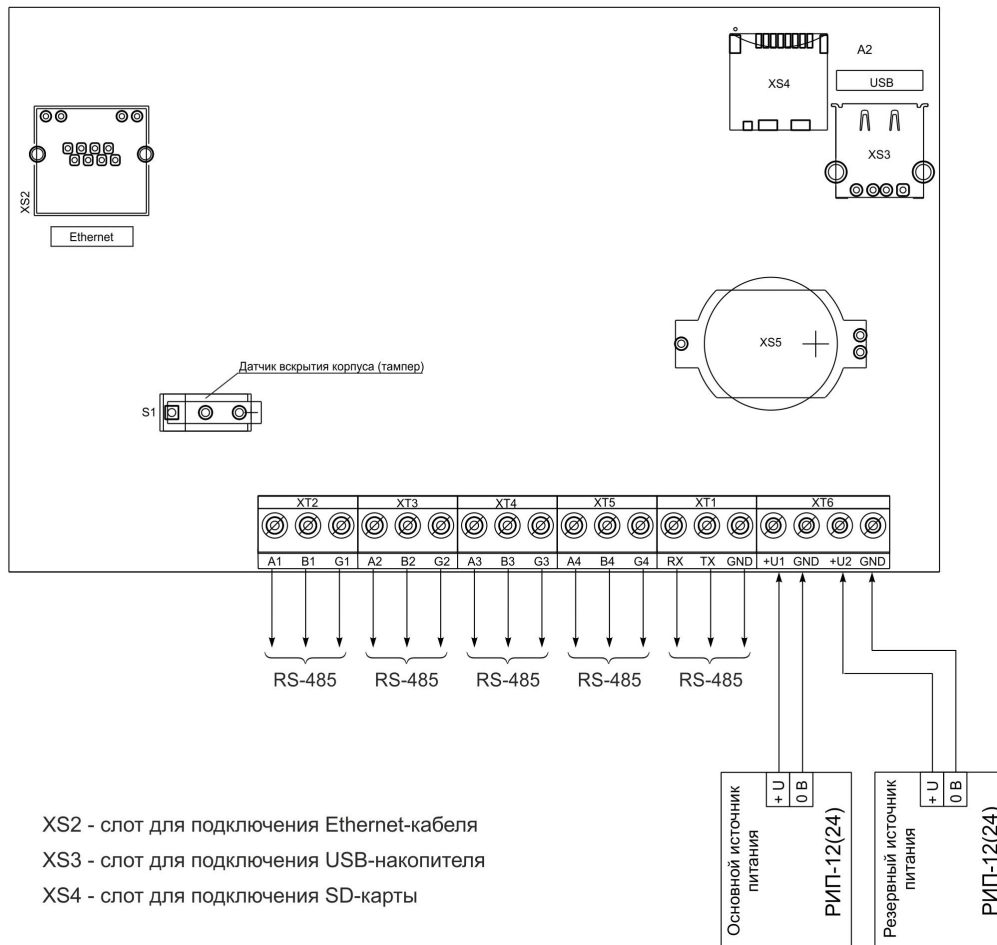 A2
XS4
USB
XS3
XS2
Ethernet
XS5
Датчик вскрытия корпуса (тампер)
S1
XT2 XT3 XT4 XT5 XT1 XT6
A1 B1 G1 A2 B2 G2 A3 B3 G3 A4 B4 G4 RX TX GND +U1 GND +U2 GND
RS-485 RS-485 RS-485 RS-485 RS-485
XS2 - слот для подключения Ethernet-кабеля
XS3 - слот для подключения USB-накопителя
XS4 - слот для подключения SD-карты
Основной источник
питания
+ U
0 В
РИП-12(24)
Резервный источник
питания
+ U
0 В
РИП-12(24)